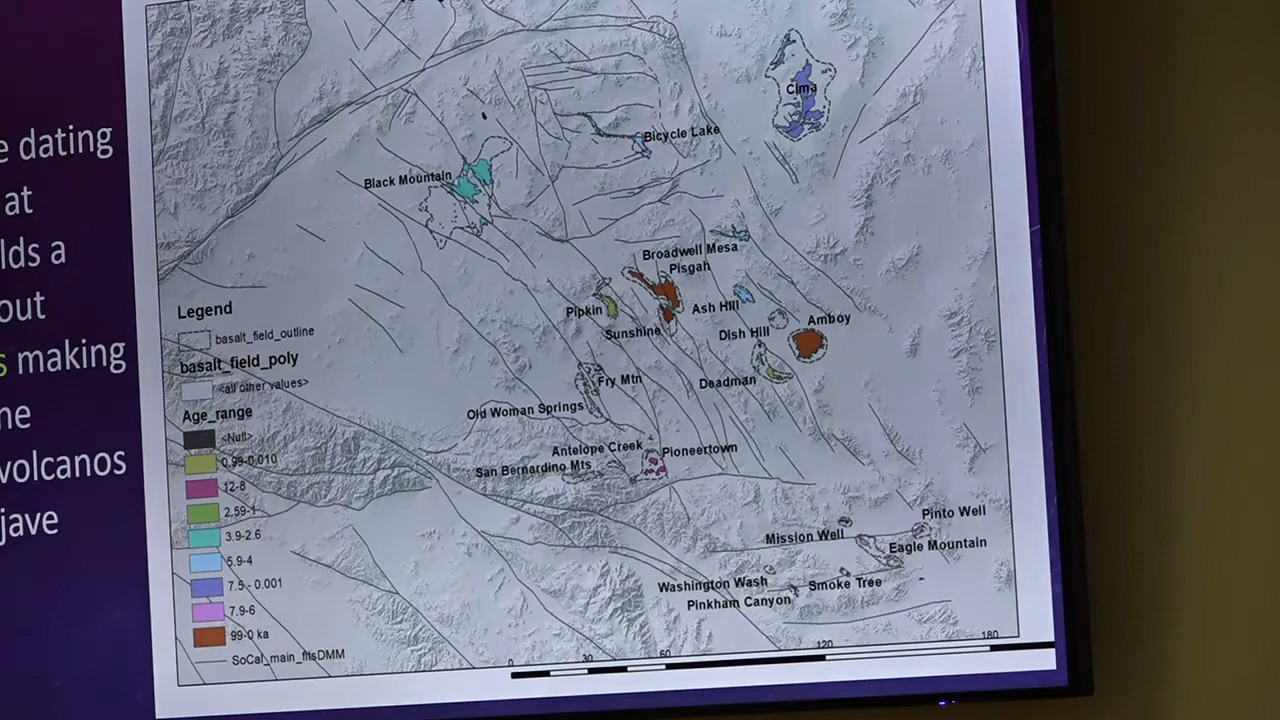 e dating
at
lds a
out
s making
ne
volcanos
jave
Cima
Bicycle Lake
Black Mountain
Broadwell Mesa
Pisgah
Pipkin
Ash Hill
Sunshine
Dish Hill
Amboy
Fry Mtn
Deadman
Old Woman Springs
Antelope Creek
Pioneertown
San Bernardino Mts
Pinto Well
Mission Well
Eagle Mountain
Washington Wash
Smoke Tree
Pinkham Canyon
Legend
basalt_field_outline
basalt_field_poly
<all other values>
Age_range
<Null>
0.99-0.010
12-8
2.59-1
3.9-2.6
5.9-4
7.5 - 0.001
7.9-6
99-0 ka
SoCal_main_fltsDMM
0 30 60 120 180